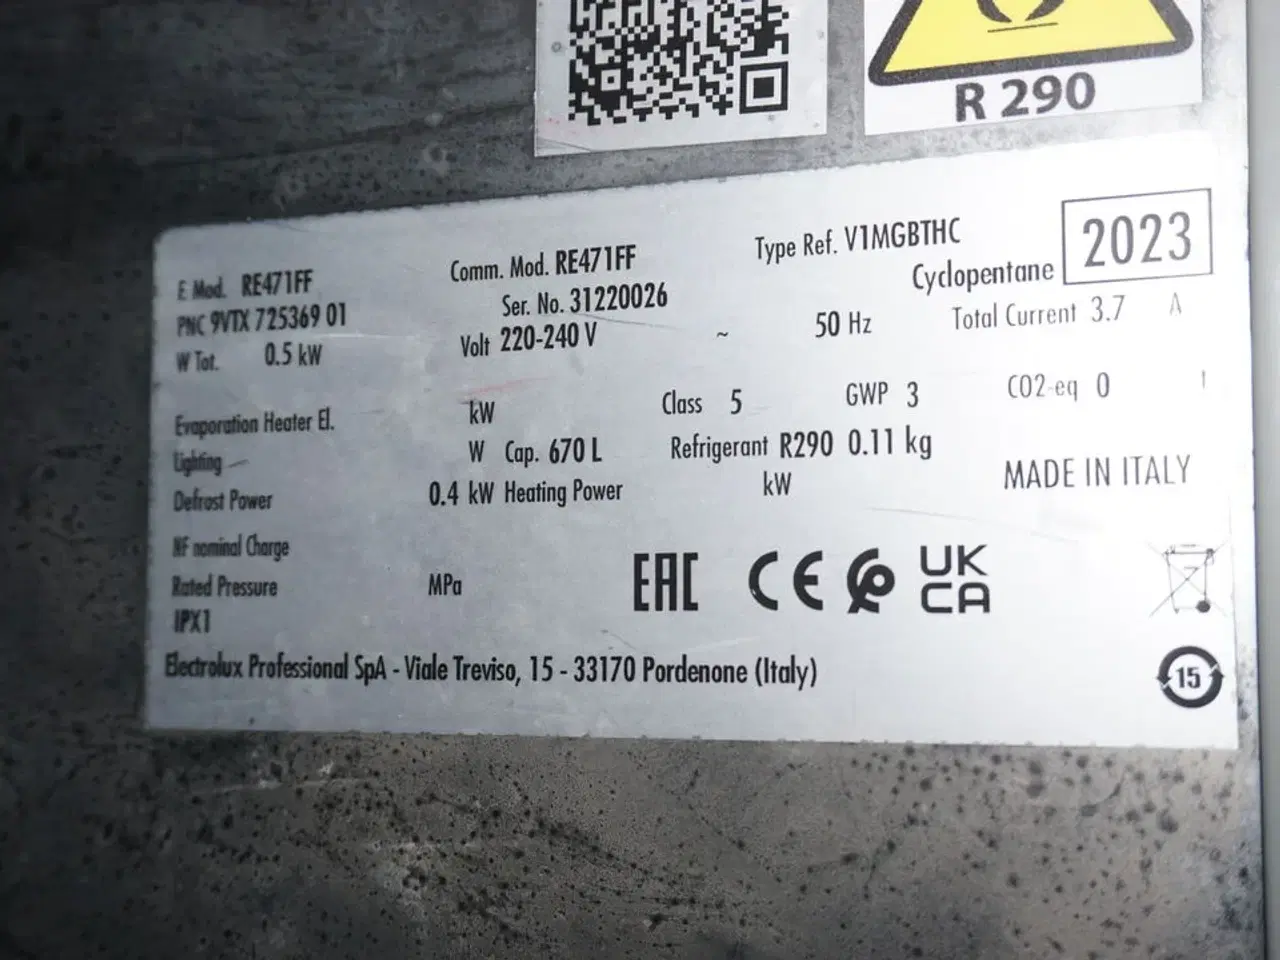 R 290
2023
F. Mod. RE471FF Comm. Mod. RE471FF Type Ref. V1MGBTHC
PNC 9VTX 725369 01 Ser. No. 31220026 Cyclopentane
W Tot. 0.5 kW Volt 220-240 V ~ 50 Hz Total Current 3.7 A
Evaporation Heater El. kW Class 5 GWP 3 CO2-eq 0 t
Lighting W Cap. 670 L Refrigerant R290 0.11 kg
Defrost Power 0.4 kW Heating Power kW MADE IN ITALY
NF nominal Charge
Rated Pressure MPa
IPX1
EAC CE UK CA
Electrolux Professional SpA - Viale Treviso, 15 - 33170 Pordenone (Italy)
15